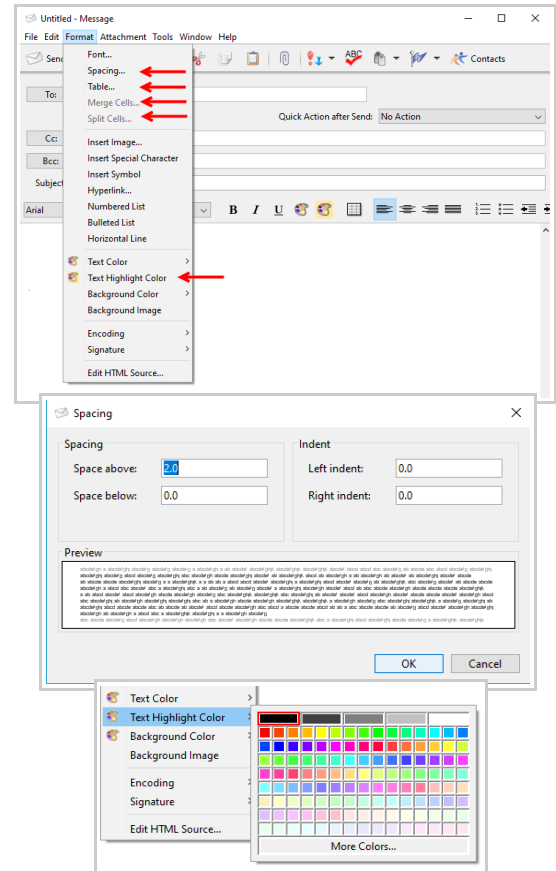 Untitled - Message
File Edit Format Attachment Tools Window Help
Send
Font...
Spacing...
Table...
Merge Cells...
Split Cells...
Insert Image...
Insert Special Character
Insert Symbol
Hyperlink...
Numbered List
Bulleted List
Horizontal Line
Text Color
Text Highlight Color
Background Color
Background Image
Encoding
Signature
Edit HTML Source...
ABC
Contacts
To:
Quick Action after Send: No Action
Cc:
Bcc:
Subject
Arial
B I U
Spacing
Spacing
Space above: 2.0
Space below: 0.0
Indent
Left indent: 0.0
Right indent: 0.0
Preview
OK Cancel
Text Color
Text Highlight Color
Background Color
Background Image
Encoding
Signature
Edit HTML Source...
More Colors...